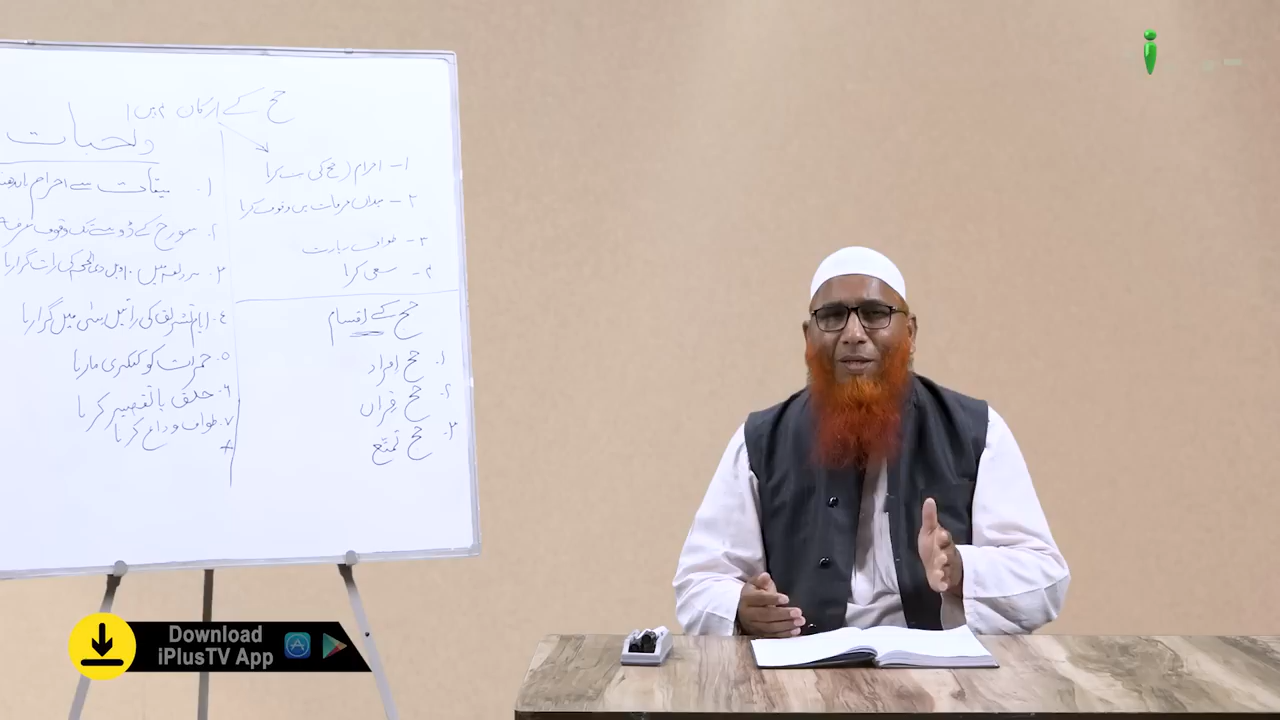 حج کے ارکان ۴ ہیں
۱- احرام (حج کی نیت کرنا
۲- میدان عرفات میں وقوف کرنا
۳- طواف زیارت
۴- سعی کرنا
حج کے اقسام
۱. حج افراد
۲. حج قران
۳. حج تمتّع
واجبات
۱. میقات سے احرام باندھنا
۲. سورج کے ڈوبنے تک وقوف عرفہ
۳. مزدلفہ میں ۱۰ویں ذی الحجہ کی رات گزارنا
٤. ایام تشریق کی راتیں منٰی میں گزارنا
۵. جمرات کو کنکری مارنا
۶. حلق یا تقصیر کرنا
۷. طواف وداع کرنا
Download
iPlusTV App